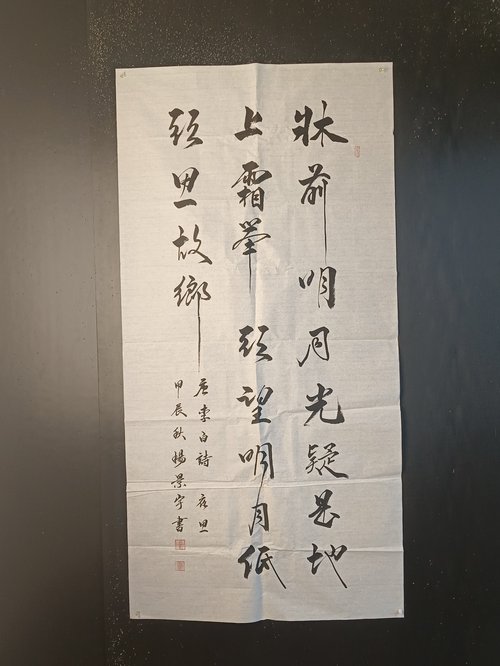 牀前明月光疑是地
上霜舉頭望明月低
頭思故鄉
唐李白詩夜思
甲辰秋楊景宇書